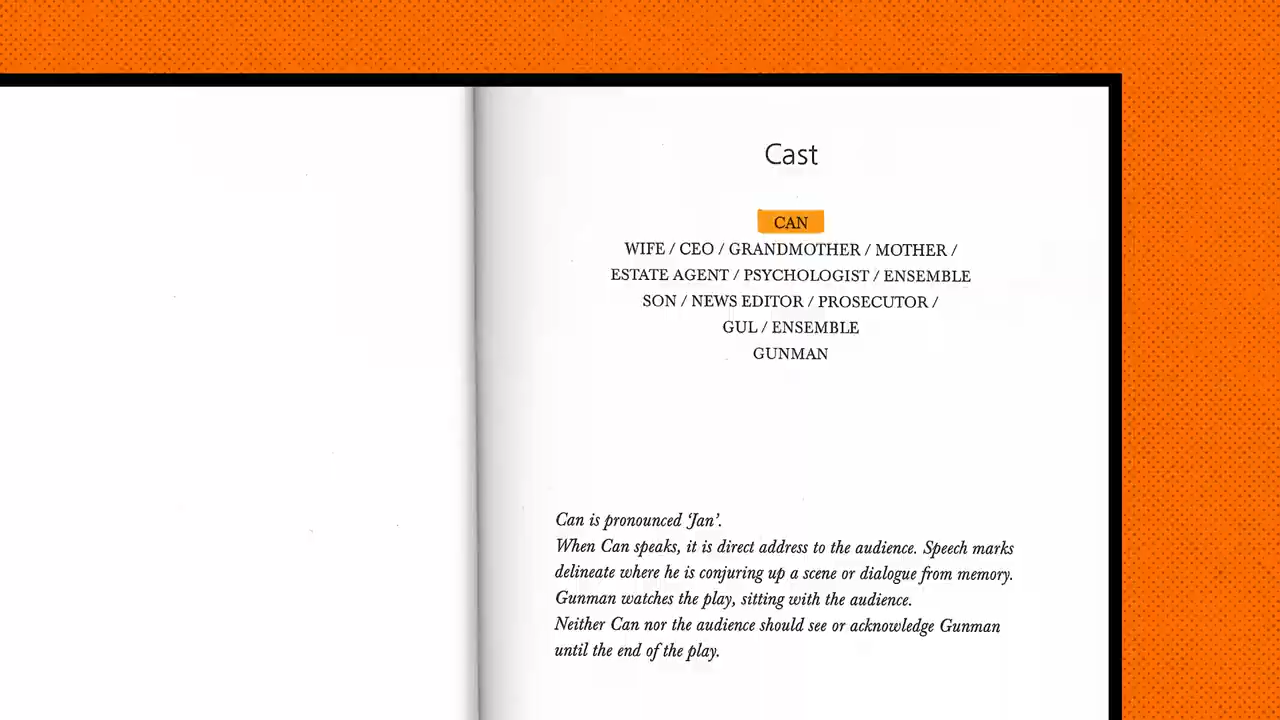 Cast
CAN
WIFE / CEO / GRANDMOTHER / MOTHER /
ESTATE AGENT / PSYCHOLOGIST / ENSEMBLE
SON / NEWS EDITOR / PROSECUTOR /
GUL / ENSEMBLE
GUNMAN
Can is pronounced ‘Jan’.
When Can speaks, it is direct address to the audience. Speech marks
delineate where he is conjuring up a scene or dialogue from memory.
Gunman watches the play, sitting with the audience.
Neither Can nor the audience should see or acknowledge Gunman
until the end of the play.